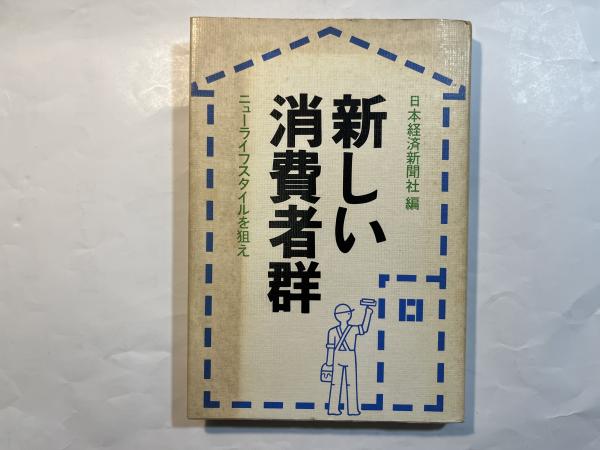 日本経済新聞社 編
新しい
消費者群
ニューライフスタイルを狙え